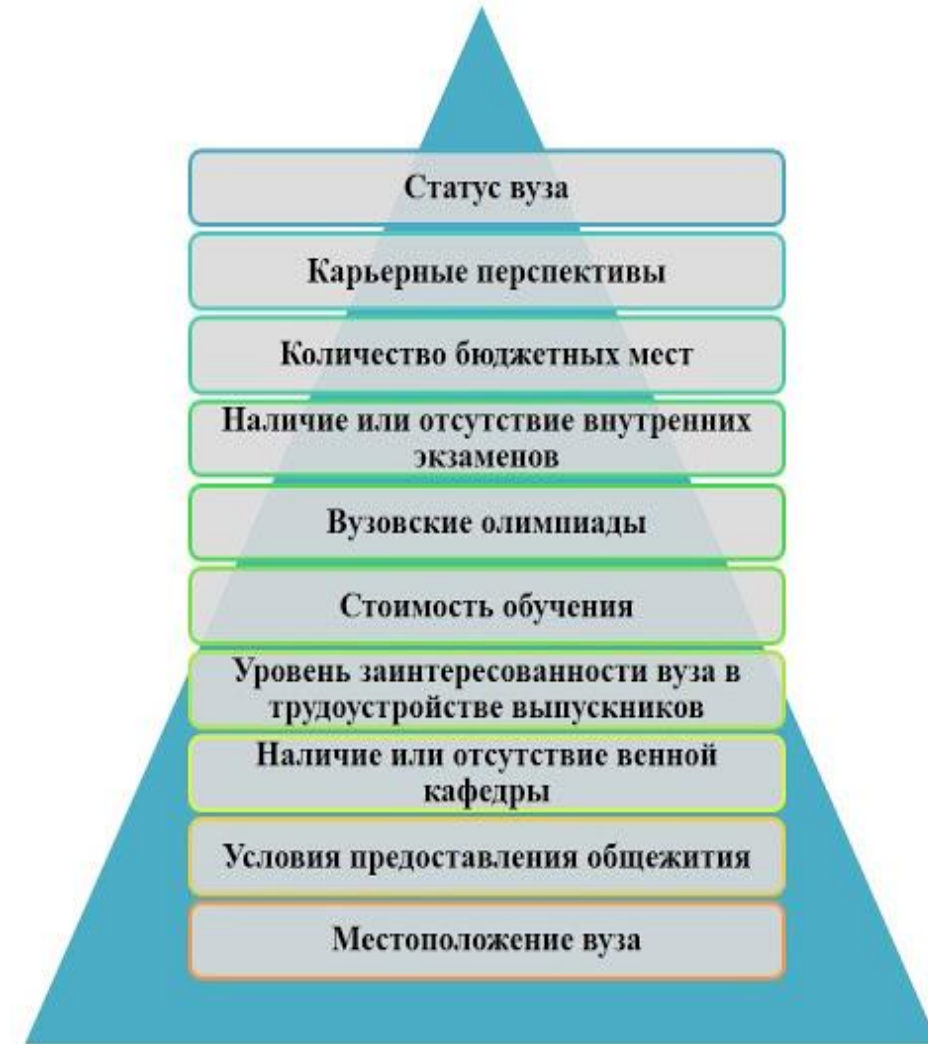 Статус вуза
Карьерные перспективы
Количество бюджетных мест
Наличие или отсутствие внутренних
экзаменов
Вузовские олимпиады
Стоимость обучения
Уровень заинтересованности вуза в
трудоустройстве выпускников
Наличие или отсутствие венной
кафедры
Условия предоставления общежития
Местоположение вуза